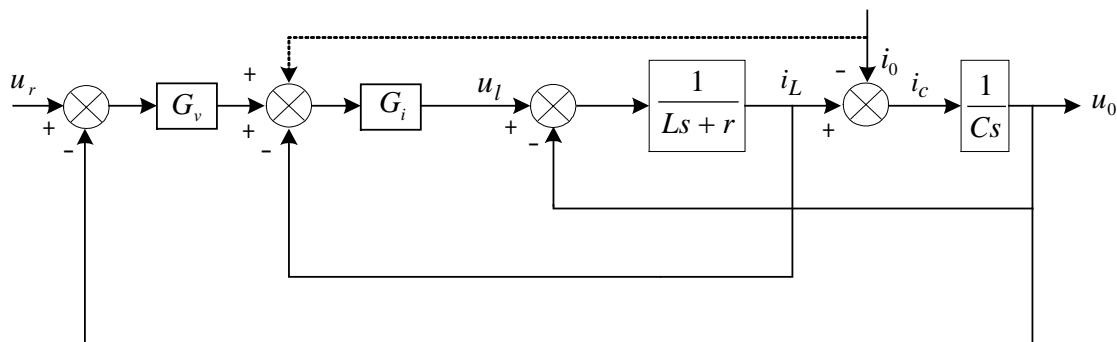 u_r
+
-
G_v
+
+
-
G_i
u_l
+
-
1
Ls + r
i_L
+
-
i_0
i_c
1
Cs
u_0